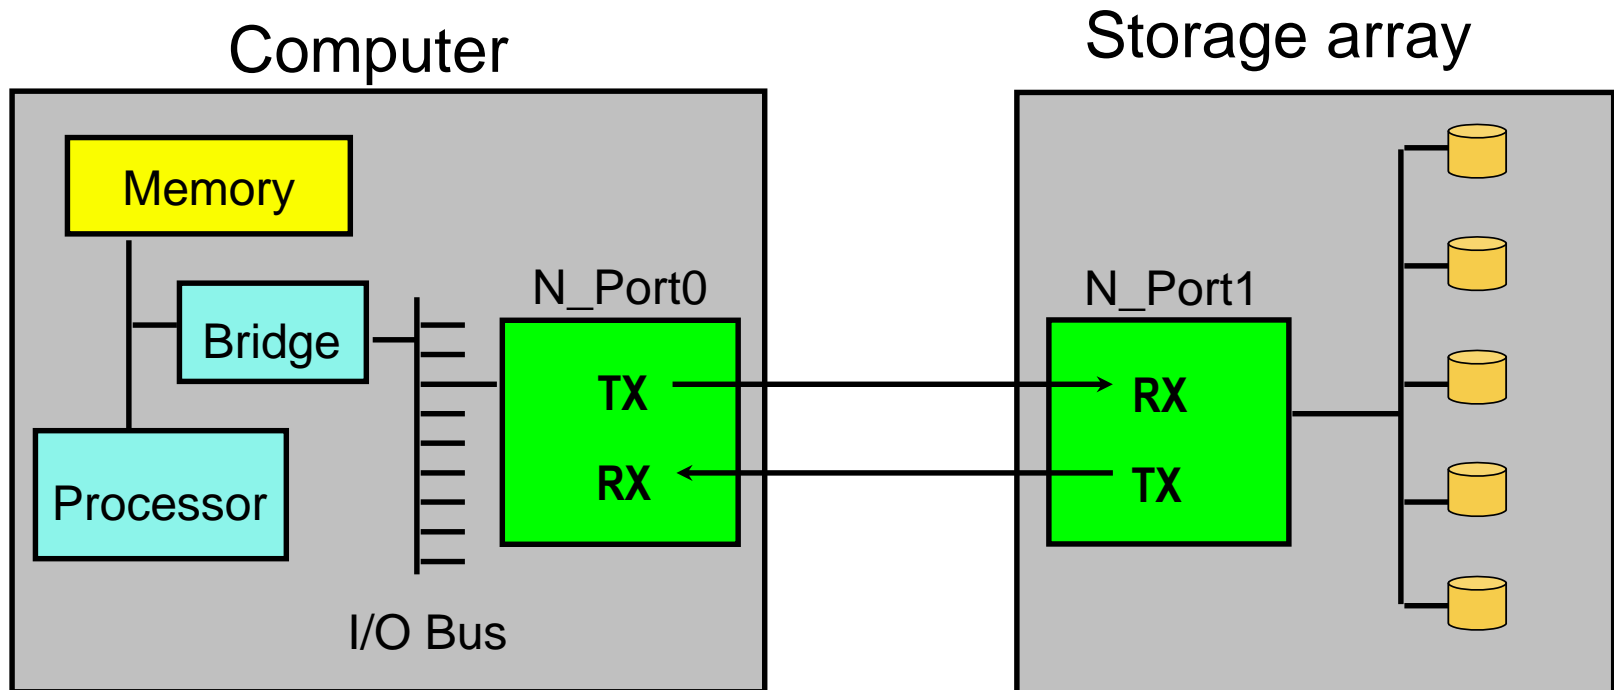 Computer
Storage array
Memory
N_Port0
N_Port1
Bridge
TX
RX
RX
TX
Processor
I/O Bus